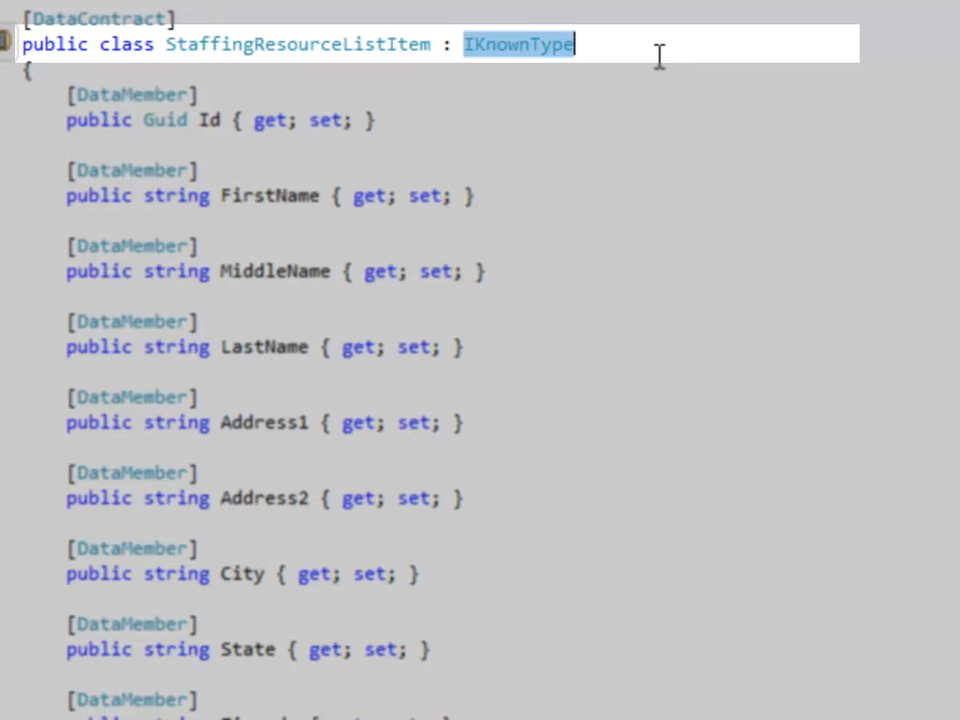 [DataContract]
public class StaffingResourceListItem : IKnownType
{
[DataMember]
public Guid Id { get; set; }
[DataMember]
public string FirstName { get; set; }
[DataMember]
public string MiddleName { get; set; }
[DataMember]
public string LastName { get; set; }
[DataMember]
public string Address1 { get; set; }
[DataMember]
public string Address2 { get; set; }
[DataMember]
public string City { get; set; }
[DataMember]
public string State { get; set; }
[DataMember]